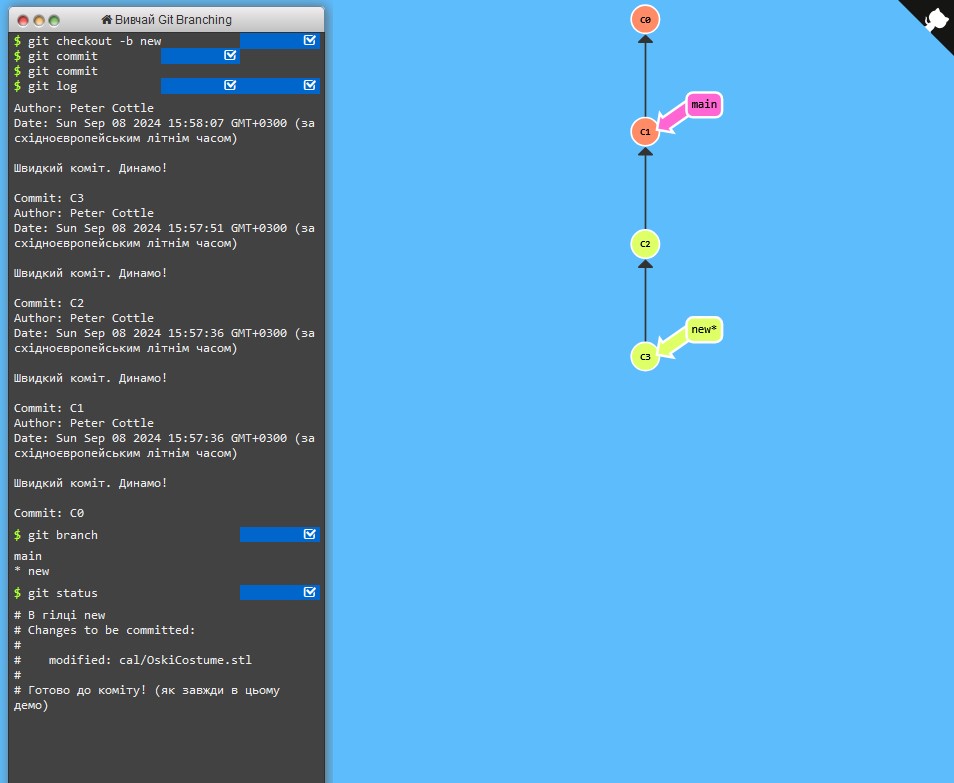 Вивчай Git Branching
$ git checkout -b new
$ git commit
$ git commit
$ git log
Author: Peter Cottle
Date: Sun Sep 08 2024 15:58:07 GMT+0300 (за
східноєвропейським літнім часом)
Швидкий коміт. Динамо!
Commit: C3
Author: Peter Cottle
Date: Sun Sep 08 2024 15:57:51 GMT+0300 (за
східноєвропейським літнім часом)
Швидкий коміт. Динамо!
Commit: C2
Author: Peter Cottle
Date: Sun Sep 08 2024 15:57:36 GMT+0300 (за
східноєвропейським літнім часом)
Швидкий коміт. Динамо!
Commit: C1
Author: Peter Cottle
Date: Sun Sep 08 2024 15:57:36 GMT+0300 (за
східноєвропейським літнім часом)
Швидкий коміт. Динамо!
Commit: C0
$ git branch
main
* new
$ git status
# В гілці new
# Changes to be committed:
#
#    modified: cal/OskiCostume.stl
#
# Готово до коміту! (як завжди в цьому
демо)
C0
main
C1
C2
new*
C3